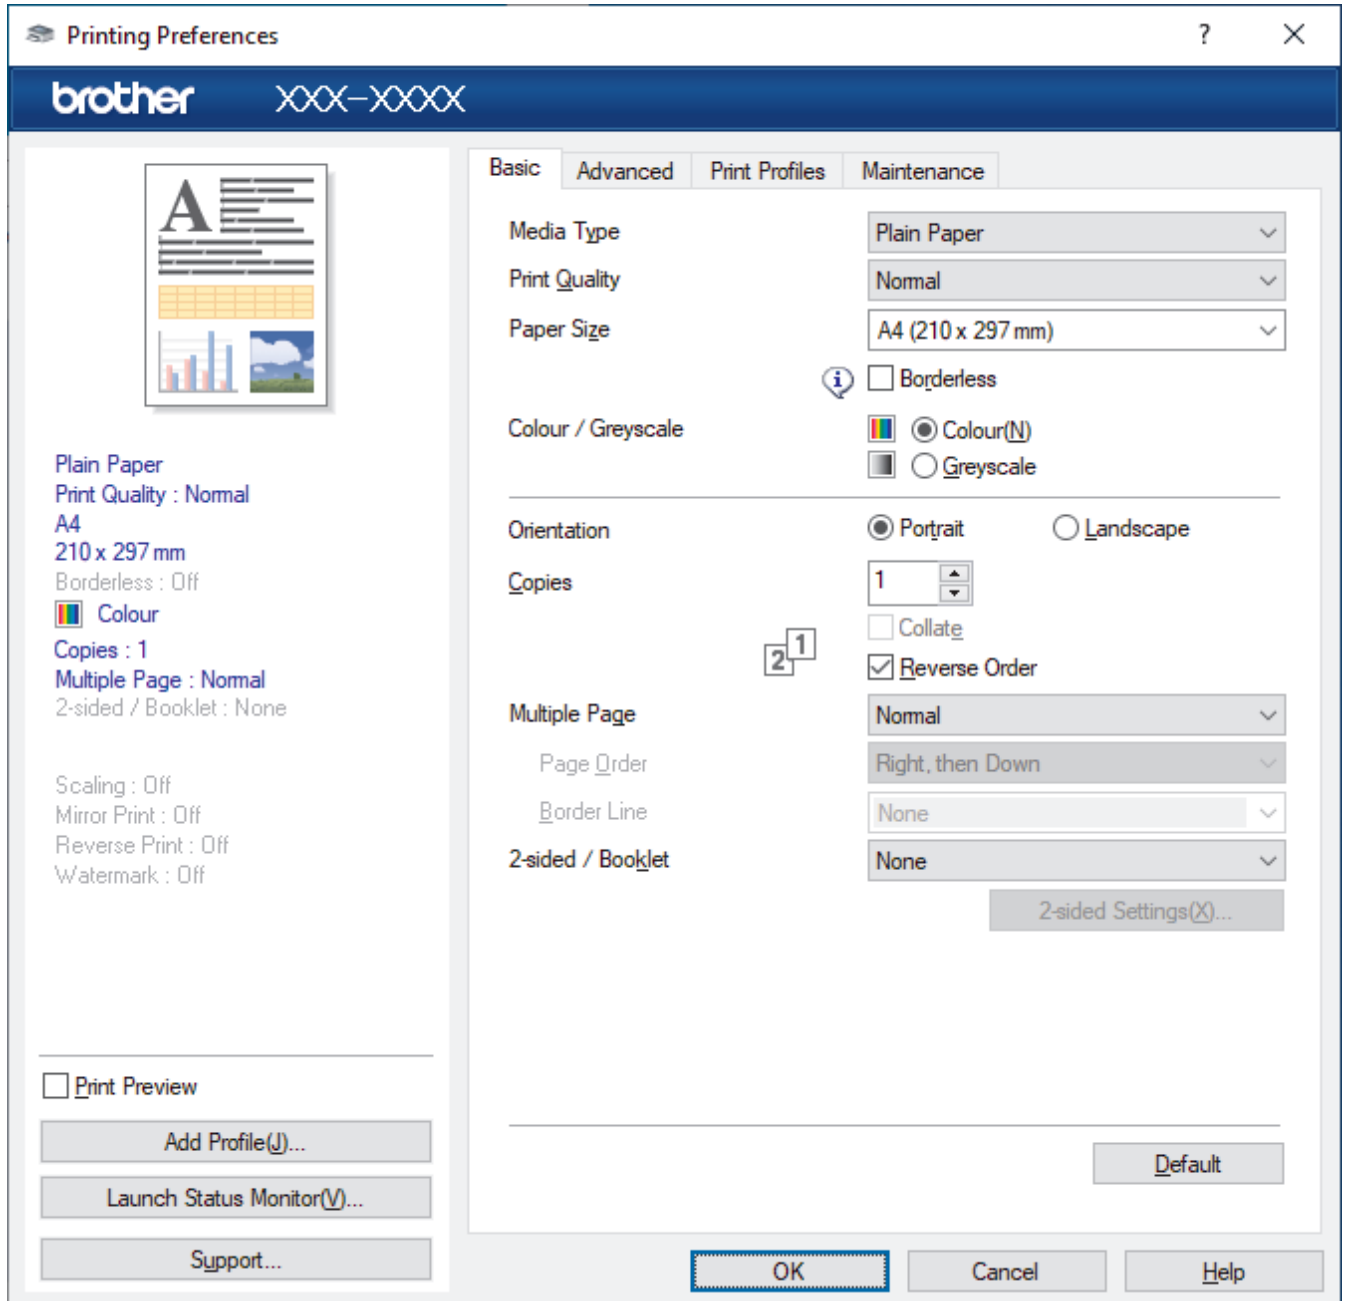 Printing Preferences
?
brother XXX-XXXX
Basic Advanced Print Profiles Maintenance
A
Plain Paper
Print Quality : Normal
A4
210 x 297 mm
Borderless : Off
Colour
Copies : 1
Multiple Page : Normal
2-sided / Booklet : None
Scaling : Off
Mirror Print : Off
Reverse Print : Off
Watermark : Off
Print Preview
Add Profile(J)...
Launch Status Monitor(V)...
Support...
Media Type Plain Paper
Print Quality Normal
Paper Size A4 (210 x 297 mm)
i Borderless
Colour / Greyscale Colour(N)
Greyscale
Orientation Portrait Landscape
Copies 1
Collate
2 1 Reverse Order
Multiple Page Normal
Page Order Right, then Down
Border Line None
2-sided / Booklet None
2-sided Settings(X)...
Default
OK Cancel Help